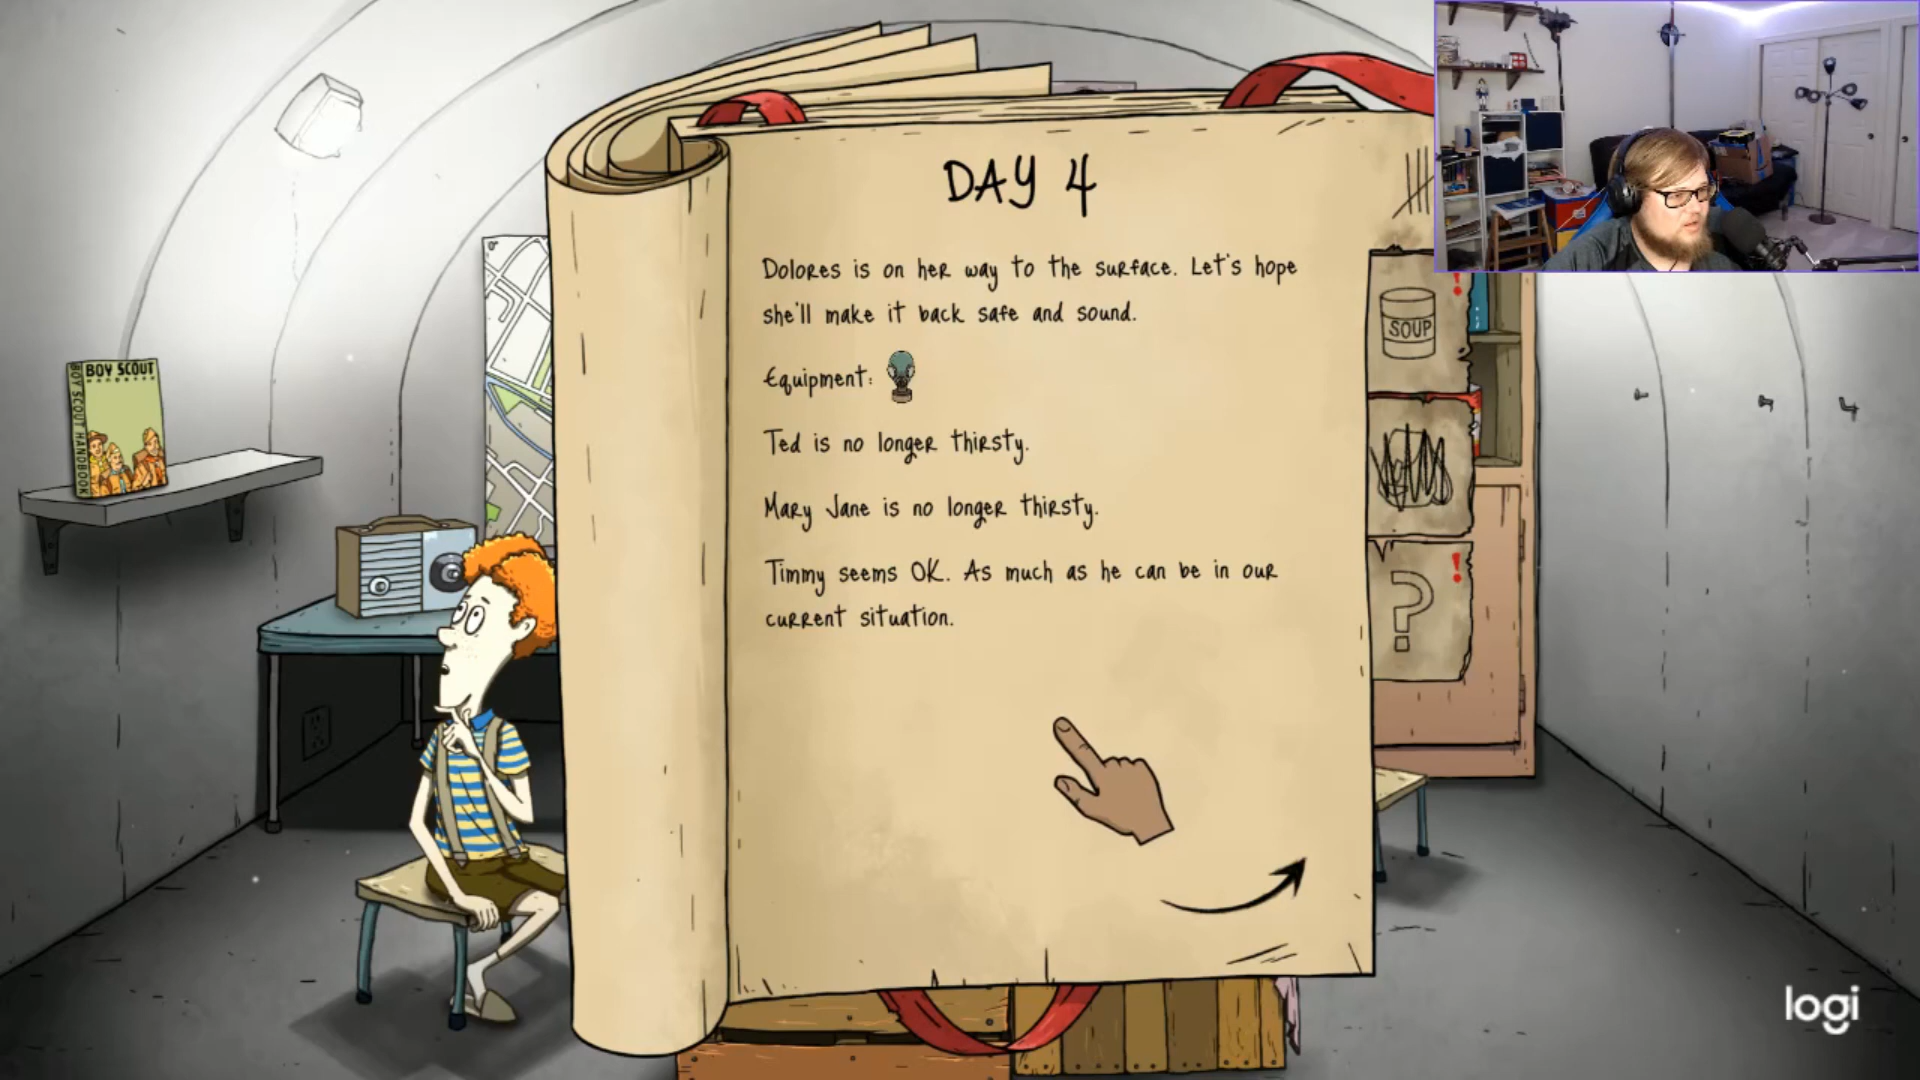 DAY 4
Dolores is on her way to the surface. Let's hope
she'll make it back safe and sound.
Equipment:
Ted is no longer thirsty.
Mary Jane is no longer thirsty.
Timmy seems OK. As much as he can be in our
current situation.
BOY SCOUT
BOY SCOUT HANDBOOK
SOUP
!
?
!
logi